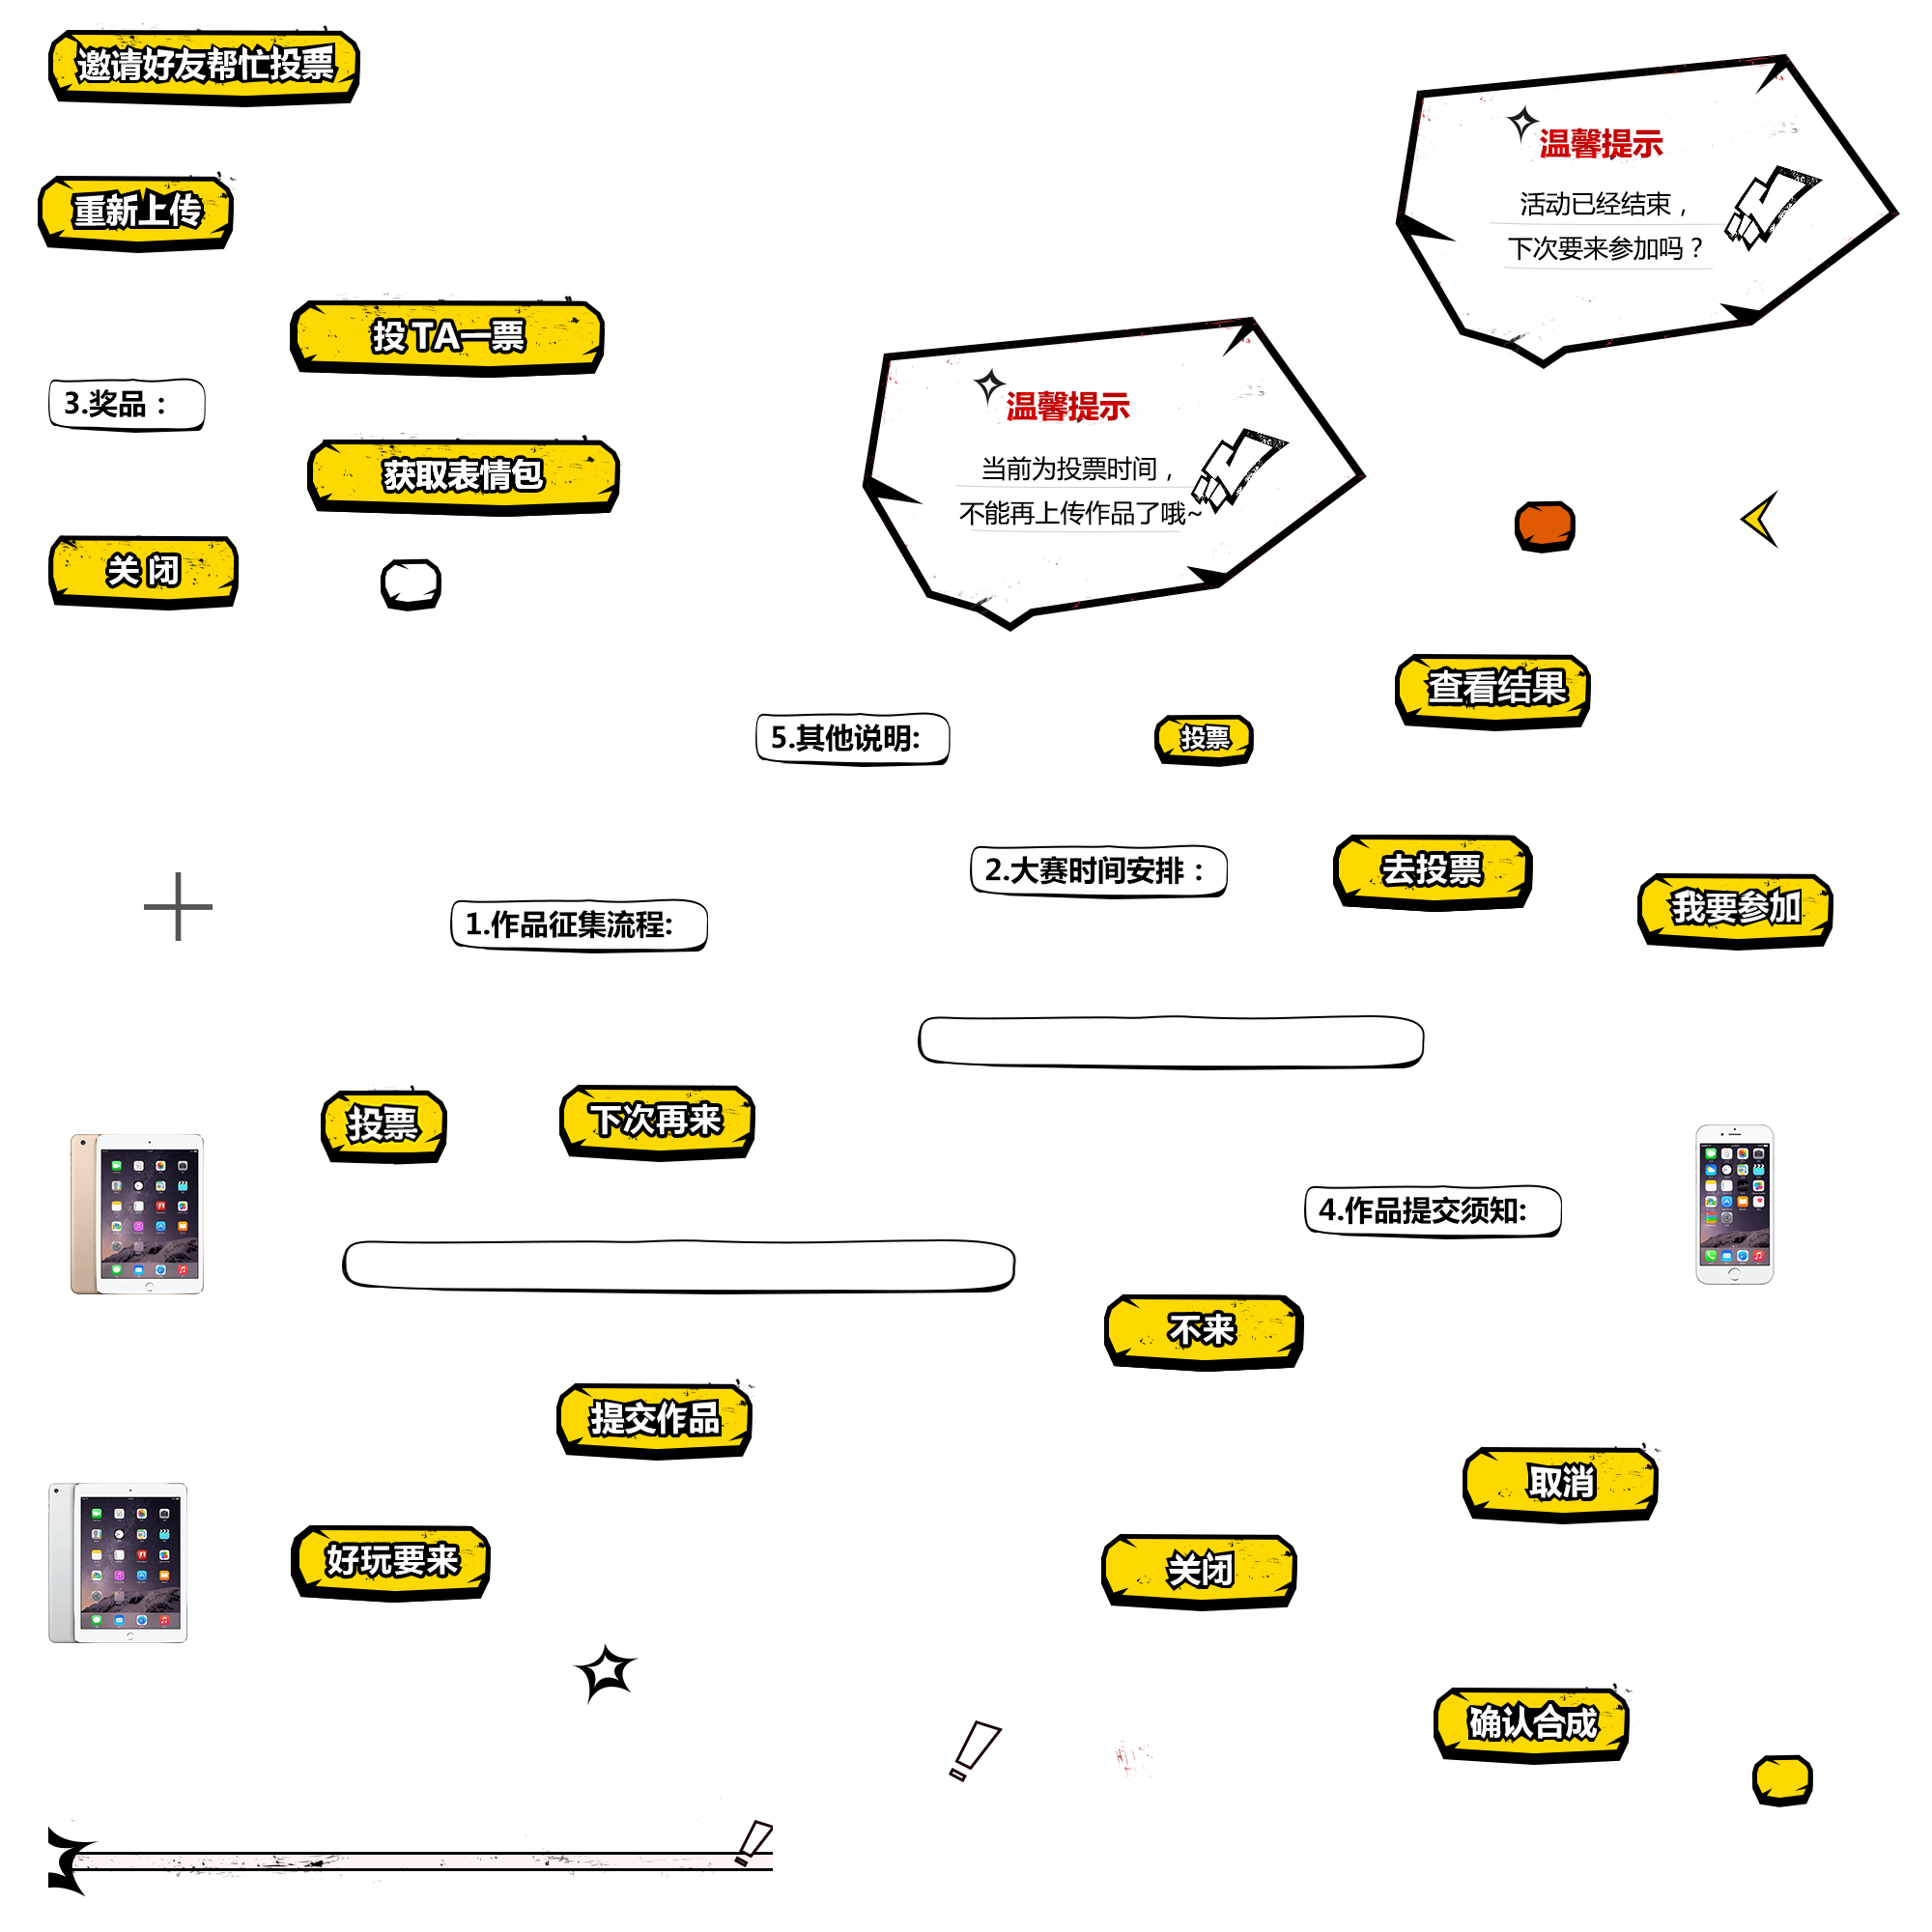 邀请好友帮忙投票
温馨提示
活动已经结束，
下次要来参加吗？
重新上传
投TA一票
3.奖品：
温馨提示
当前为投票时间，
不能再上传作品了哦~
获取表情包
关 闭
查看结果
5.其他说明:
投票
2.大赛时间安排：
去投票
我要参加
1.作品征集流程:
投票
下次再来
4.作品提交须知:
不来
提交作品
取消
好玩要来
关闭
确认合成